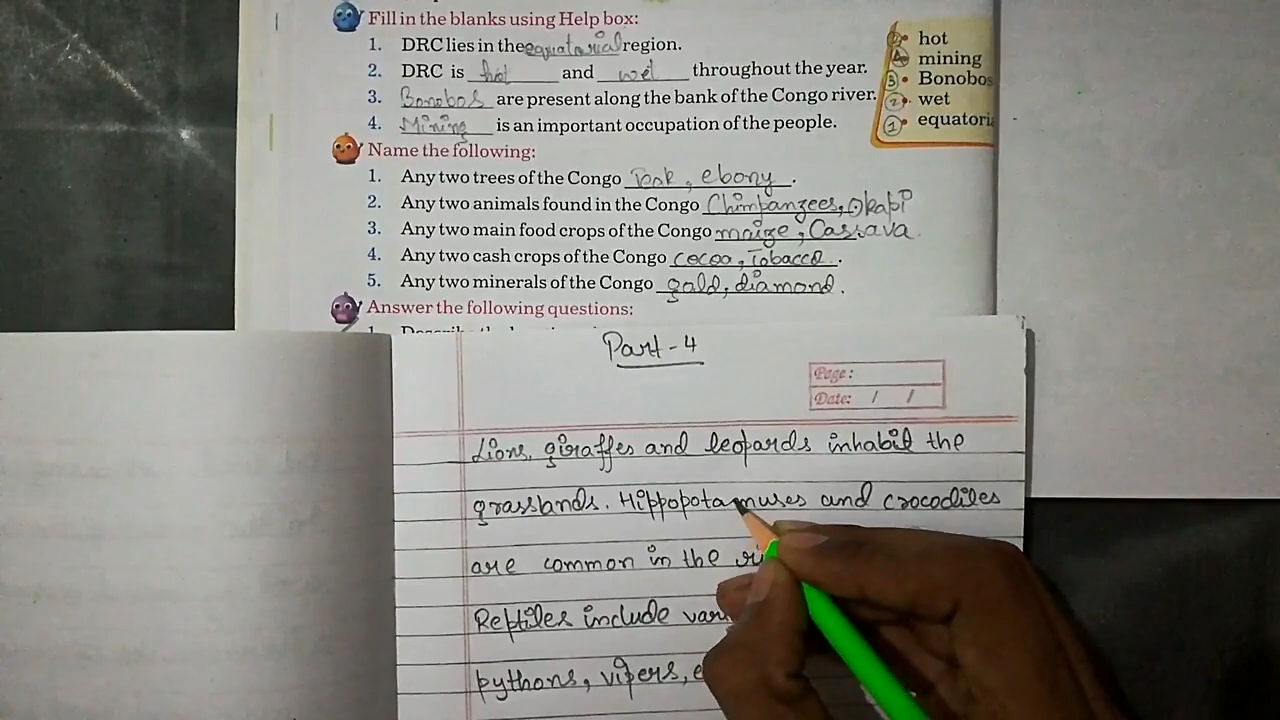 Fill in the blanks using Help box:
1. DRC lies in the equatorial region.
2. DRC is hot and wet throughout the year.
3. Bonobos are present along the bank of the Congo river.
4. Mining is an important occupation of the people.
hot
4 mining
3 Bonobos
2 wet
1 equatoria
Name the following:
1. Any two trees of the Congo Teak, ebony.
2. Any two animals found in the Congo Chimpanzees, Okapi
3. Any two main food crops of the Congo maize, Cassava.
4. Any two cash crops of the Congo cocoa, Tobacco.
5. Any two minerals of the Congo gold, diamond.
Answer the following questions:
1.
Part-4
Page:
Date: / /
Lions, giraffes and leopards inhabit the
grasslands. Hippopotamuses and crocodiles
are common in the
Reptiles include
pythons, vipers,